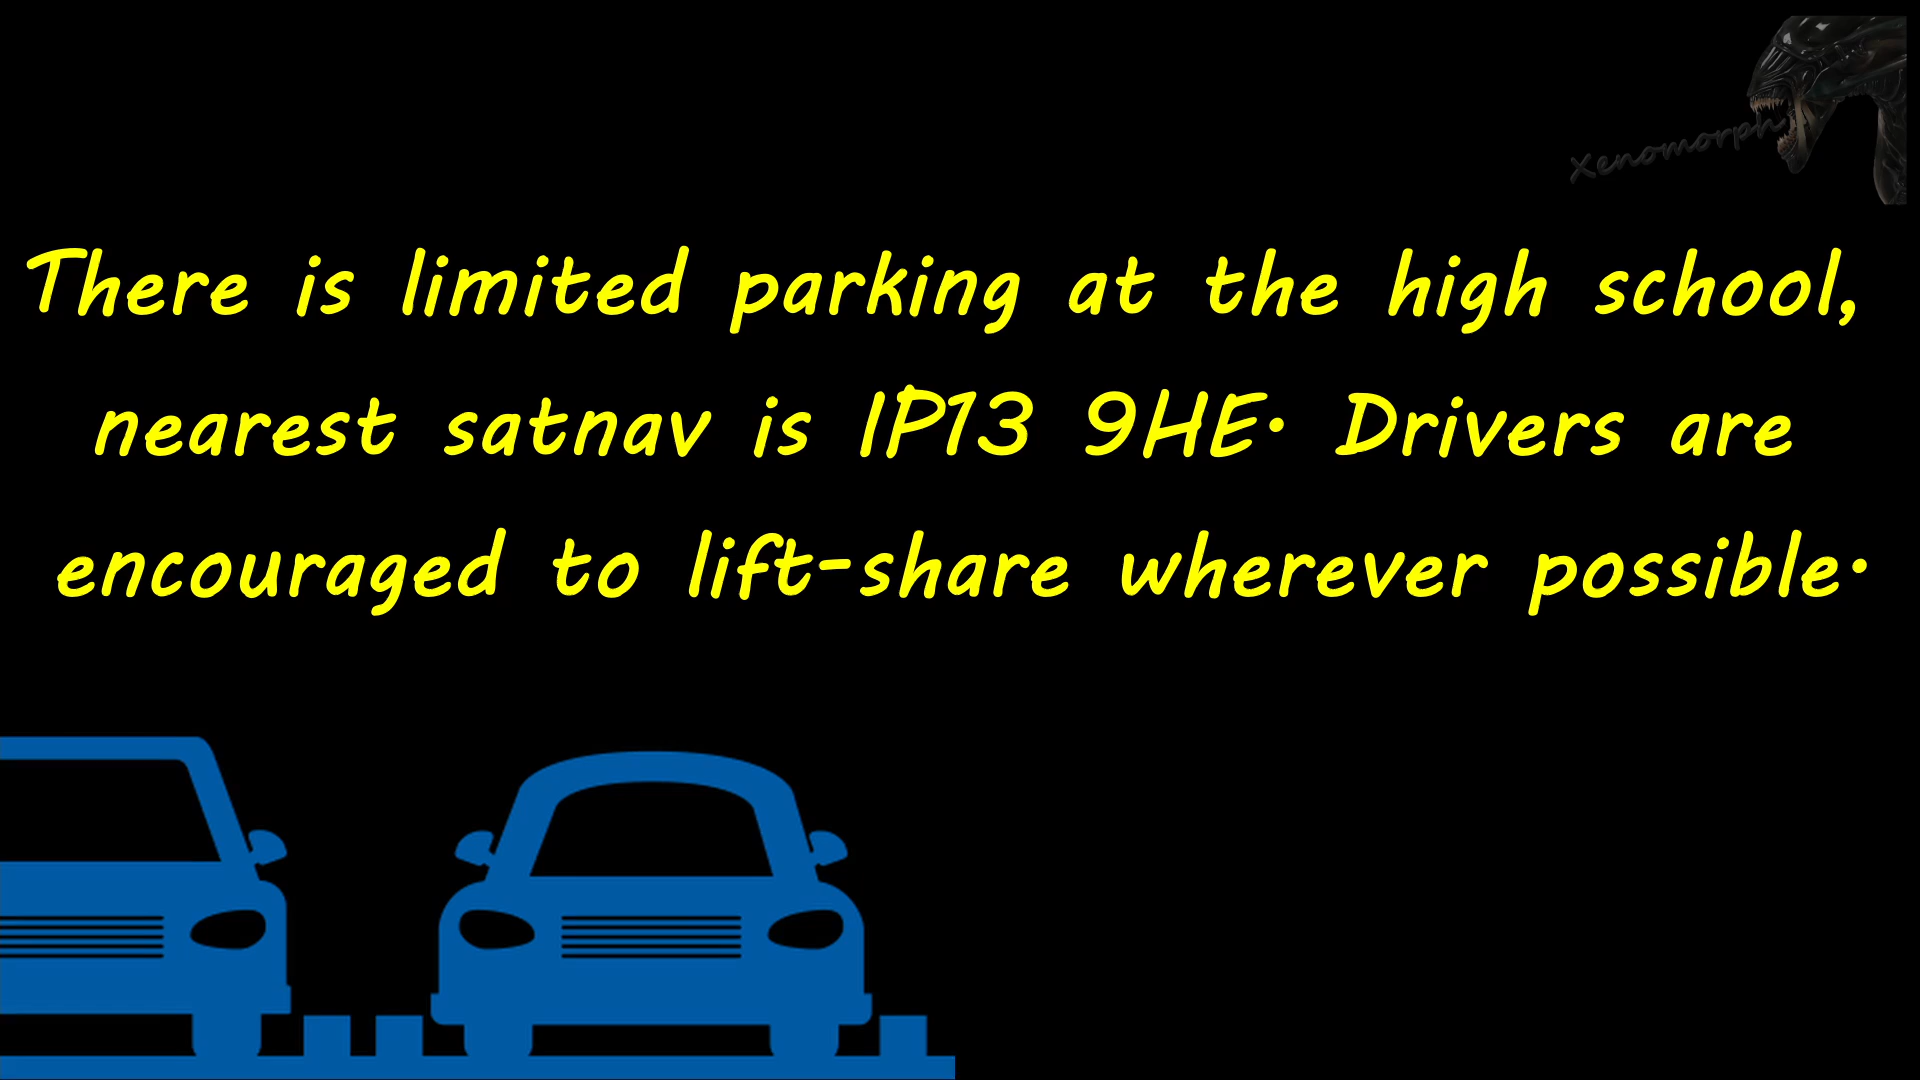 Xenomorph
There is limited parking at the high school,
nearest satnav is IP13 9HE. Drivers are
encouraged to lift-share wherever possible.